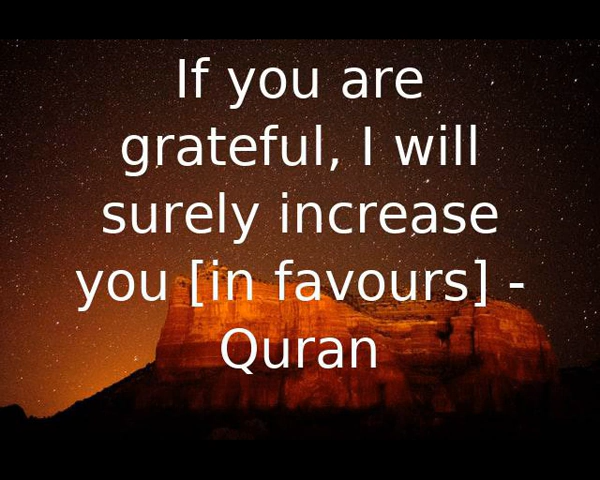 If you are
grateful, I will
surely increase
you [in favours] -
Quran